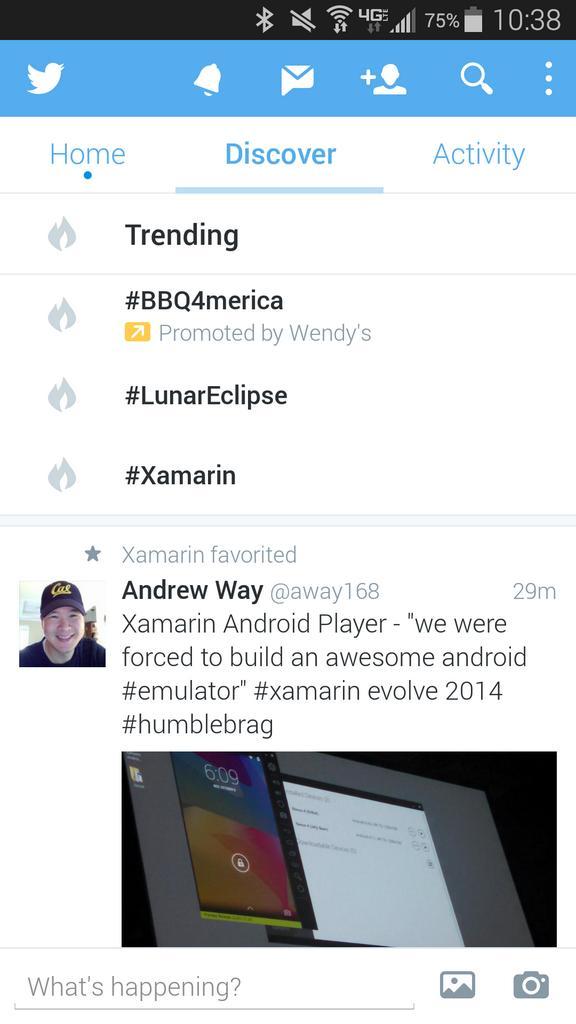 4G LTE 75% 10:38
Home Discover Activity
Trending
#BBQ4merica
Promoted by Wendy's
#LunarEclipse
#Xamarin
Xamarin favorited
Andrew Way @away168 29m
Xamarin Android Player - "we were
forced to build an awesome android
#emulator" #xamarin evolve 2014
#humblebrag
Cal
6:09
What's happening?